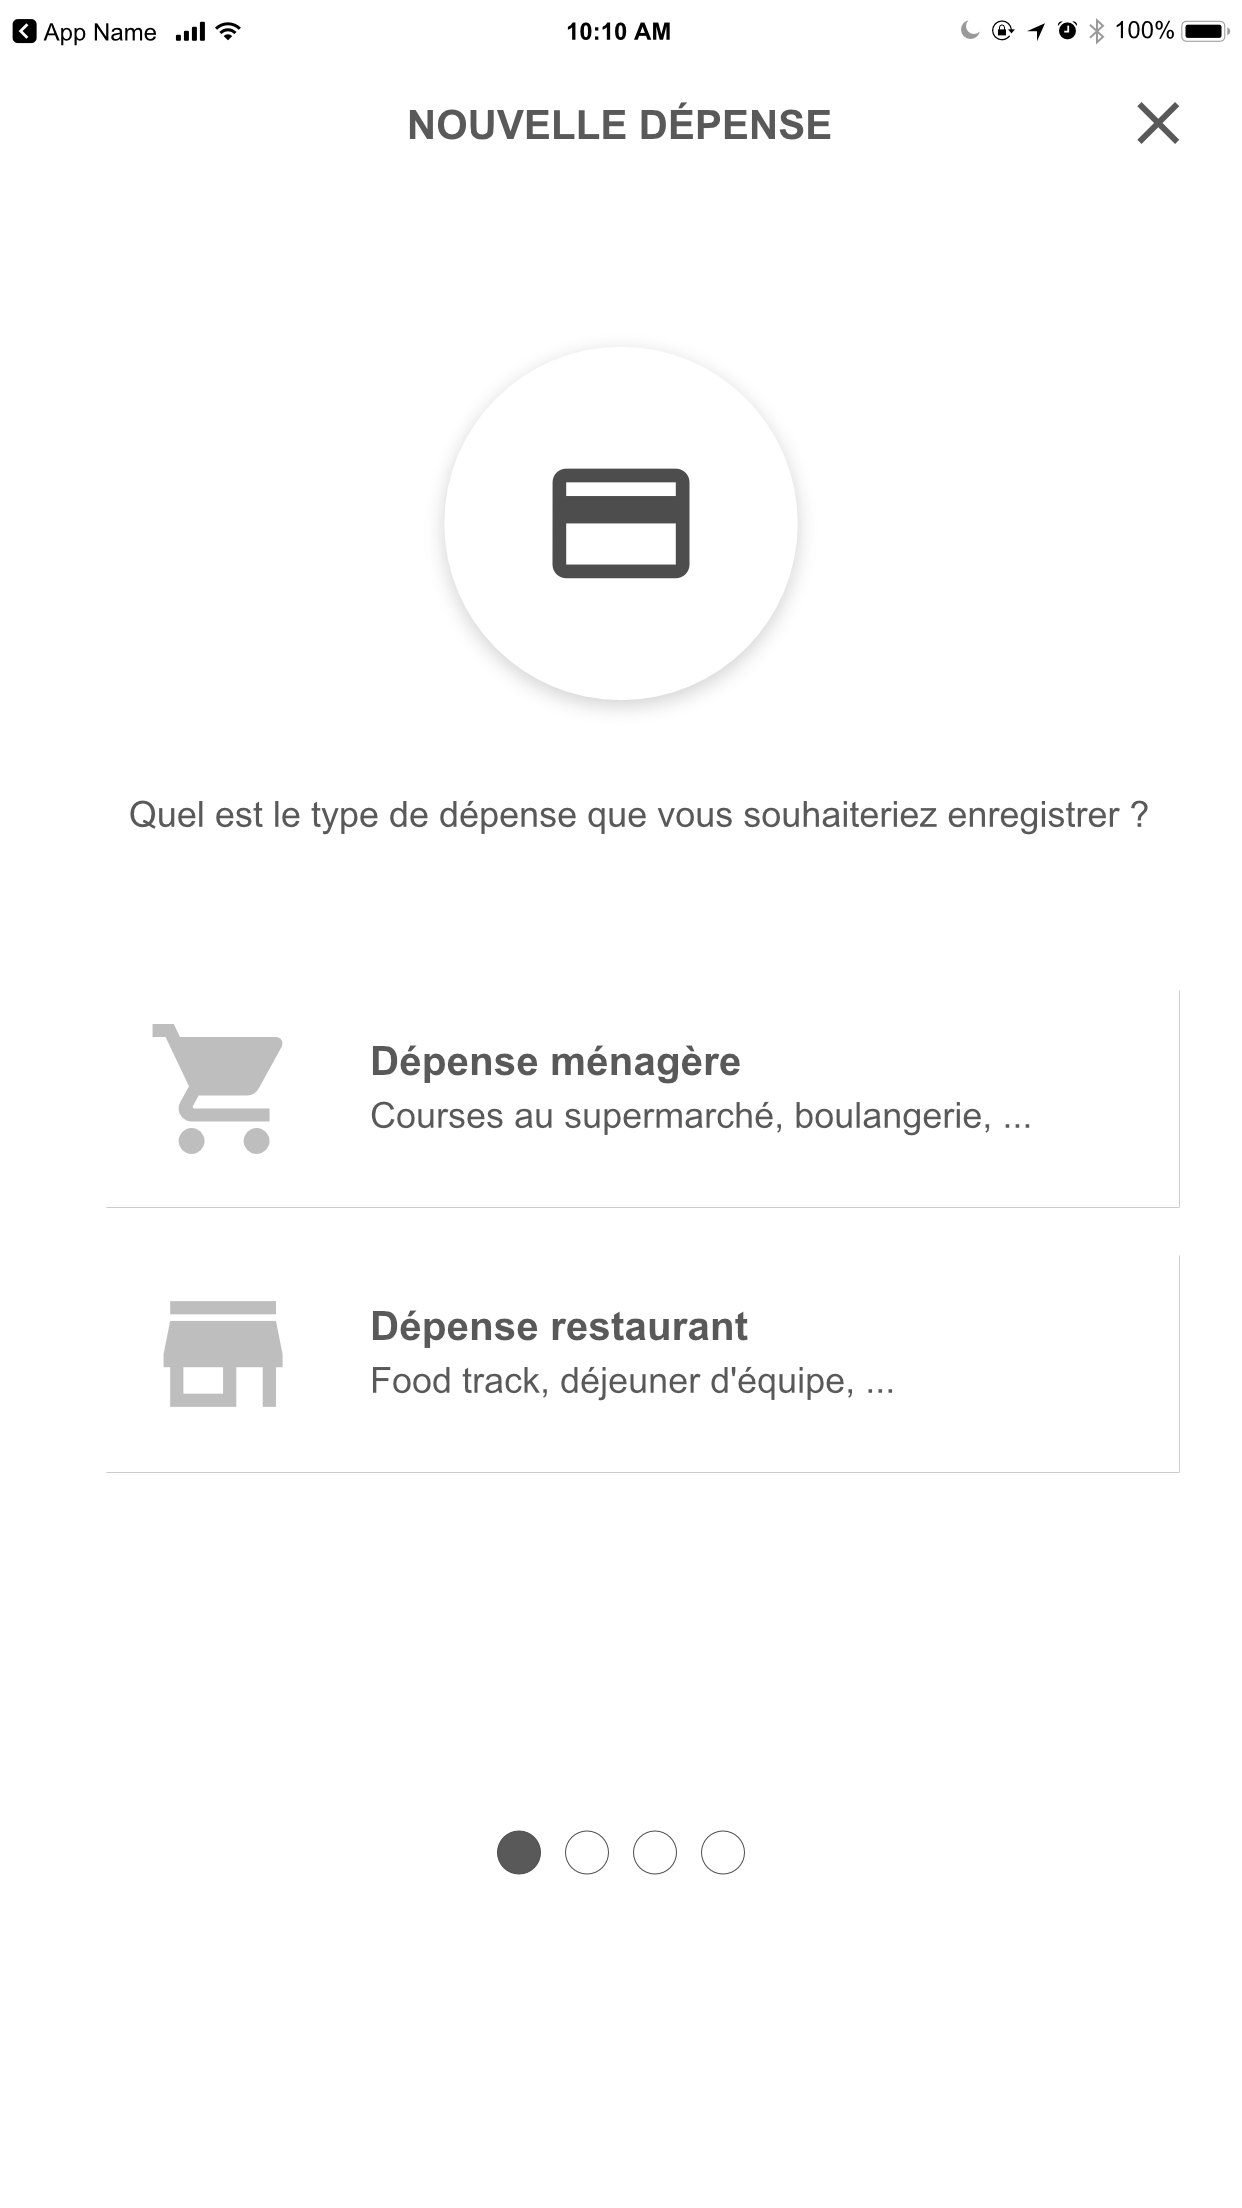 App Name 10:10 AM 100%
NOUVELLE DÉPENSE
Quel est le type de dépense que vous souhaiteriez enregistrer ?
Dépense ménagère
Courses au supermarché, boulangerie, ...
Dépense restaurant
Food track, déjeuner d'équipe, ...